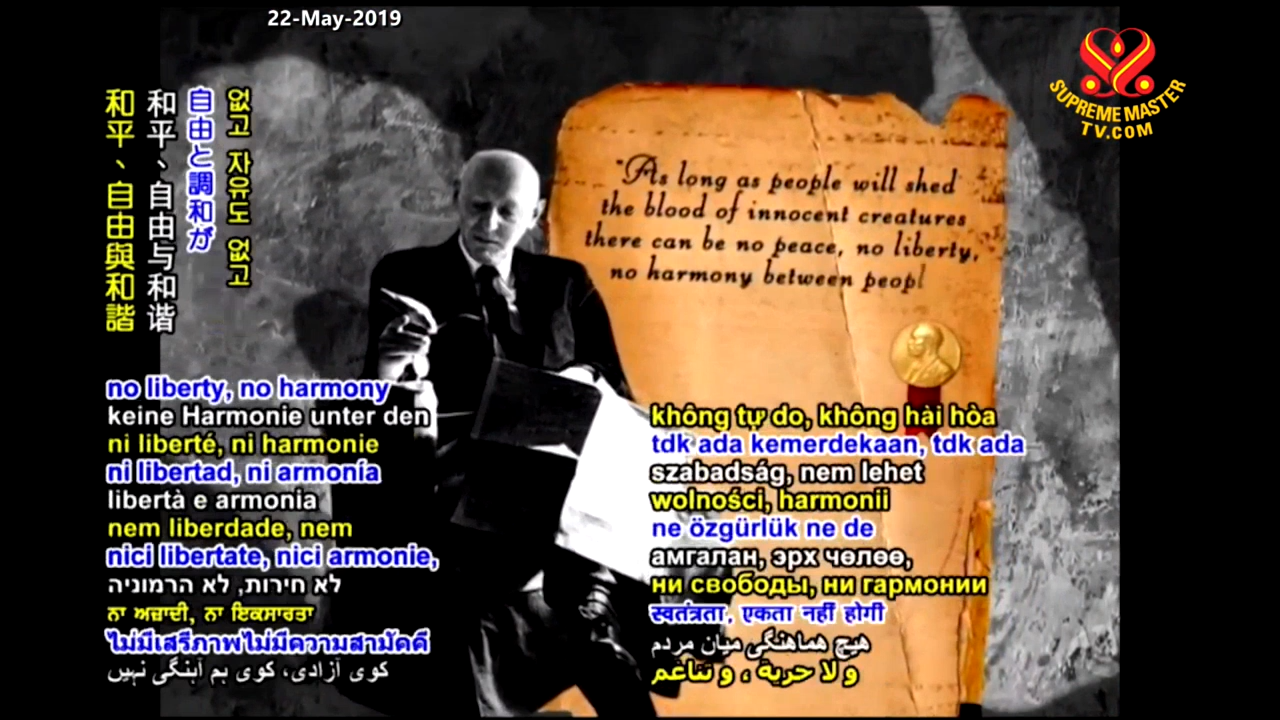 22-May-2019
SUPREME MASTER
TV.COM
없고 자유도 없고
自由と調和が
和平、自由与和谐
和平、自由與和諧
"As long as people will shed
the blood of innocent creatures
there can be no peace, no liberty,
no harmony between peopl
no liberty, no harmony
keine Harmonie unter den
ni liberté, ni harmonie
ni libertad, ni armonía
libertà e armonia
nem liberdade, nem
nici libertate, nici armonie,
לא חירות, לא הרמוניה
ਨਾ ਅਜ਼ਾਦੀ, ਨਾ ਇਕਸਾਰਤਾ
ไม่มีเสรีภาพไม่มีความสามัคคี
کوی آزادی، کوی ہم آہنگی نہیں
không tự do, không hài hòa
tdk ada kemerdekaan, tdk ada
szabadság, nem lehet
wolności, harmonii
ne özgürlük ne de
амгалан, эрх чөлөө,
ни свободы, ни гармонии
स्वतंत्रता, एकता नहीं होगी
هیچ هماهنگی میان مردم
و لا حرية ، و تناغم